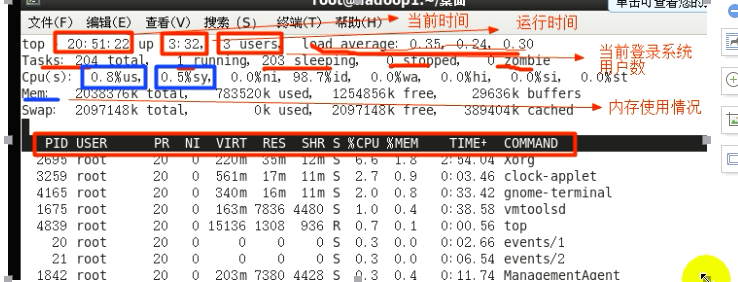 单击可查看您的
文件(F) 编辑(E) 查看(V) 搜索(S) 终端(T) 帮助(H)
当前时间
运行时间
top 20:51:22 up 3:32, 3 users, load average: 0.35, 0.24, 0.30
Tasks: 204 total, 1 running, 203 sleeping, 0 stopped, 0 zombie
当前登录系统
用户数
Cpu(s): 0.8%us, 0.5%sy, 0.0%ni, 98.7%id, 0.0%wa, 0.0%hi, 0.0%si, 0.0%st
Mem: 2038376k total, 783520k used, 1254856k free, 29636k buffers
内存使用情况
Swap: 2097148k total, 0k used, 2097148k free, 389404k cached
PID USER PR NI VIRT RES SHR S %CPU %MEM TIME+ COMMAND
2695 root 20 0 220m 35m 12m S 6.6 1.8 2:54.04 Xorg
3259 root 20 0 561m 17m 11m S 2.7 0.9 0:03.46 clock-applet
4165 root 20 0 340m 16m 11m S 2.0 0.8 0:33.42 gnome-terminal
1675 root 20 0 163m 7836 4480 S 1.0 0.4 0:38.58 vmtoolsd
4839 root 20 0 15136 1308 936 R 0.7 0.1 0:00.56 top
20 root 20 0 0 0 0 S 0.3 0.0 0:02.66 events/1
21 root 20 0 0 0 0 S 0.3 0.0 0:06.54 events/2
1842 root 20 0 203m 7380 4428 S 0.3 0.4 0:11.74 ManagementAgent